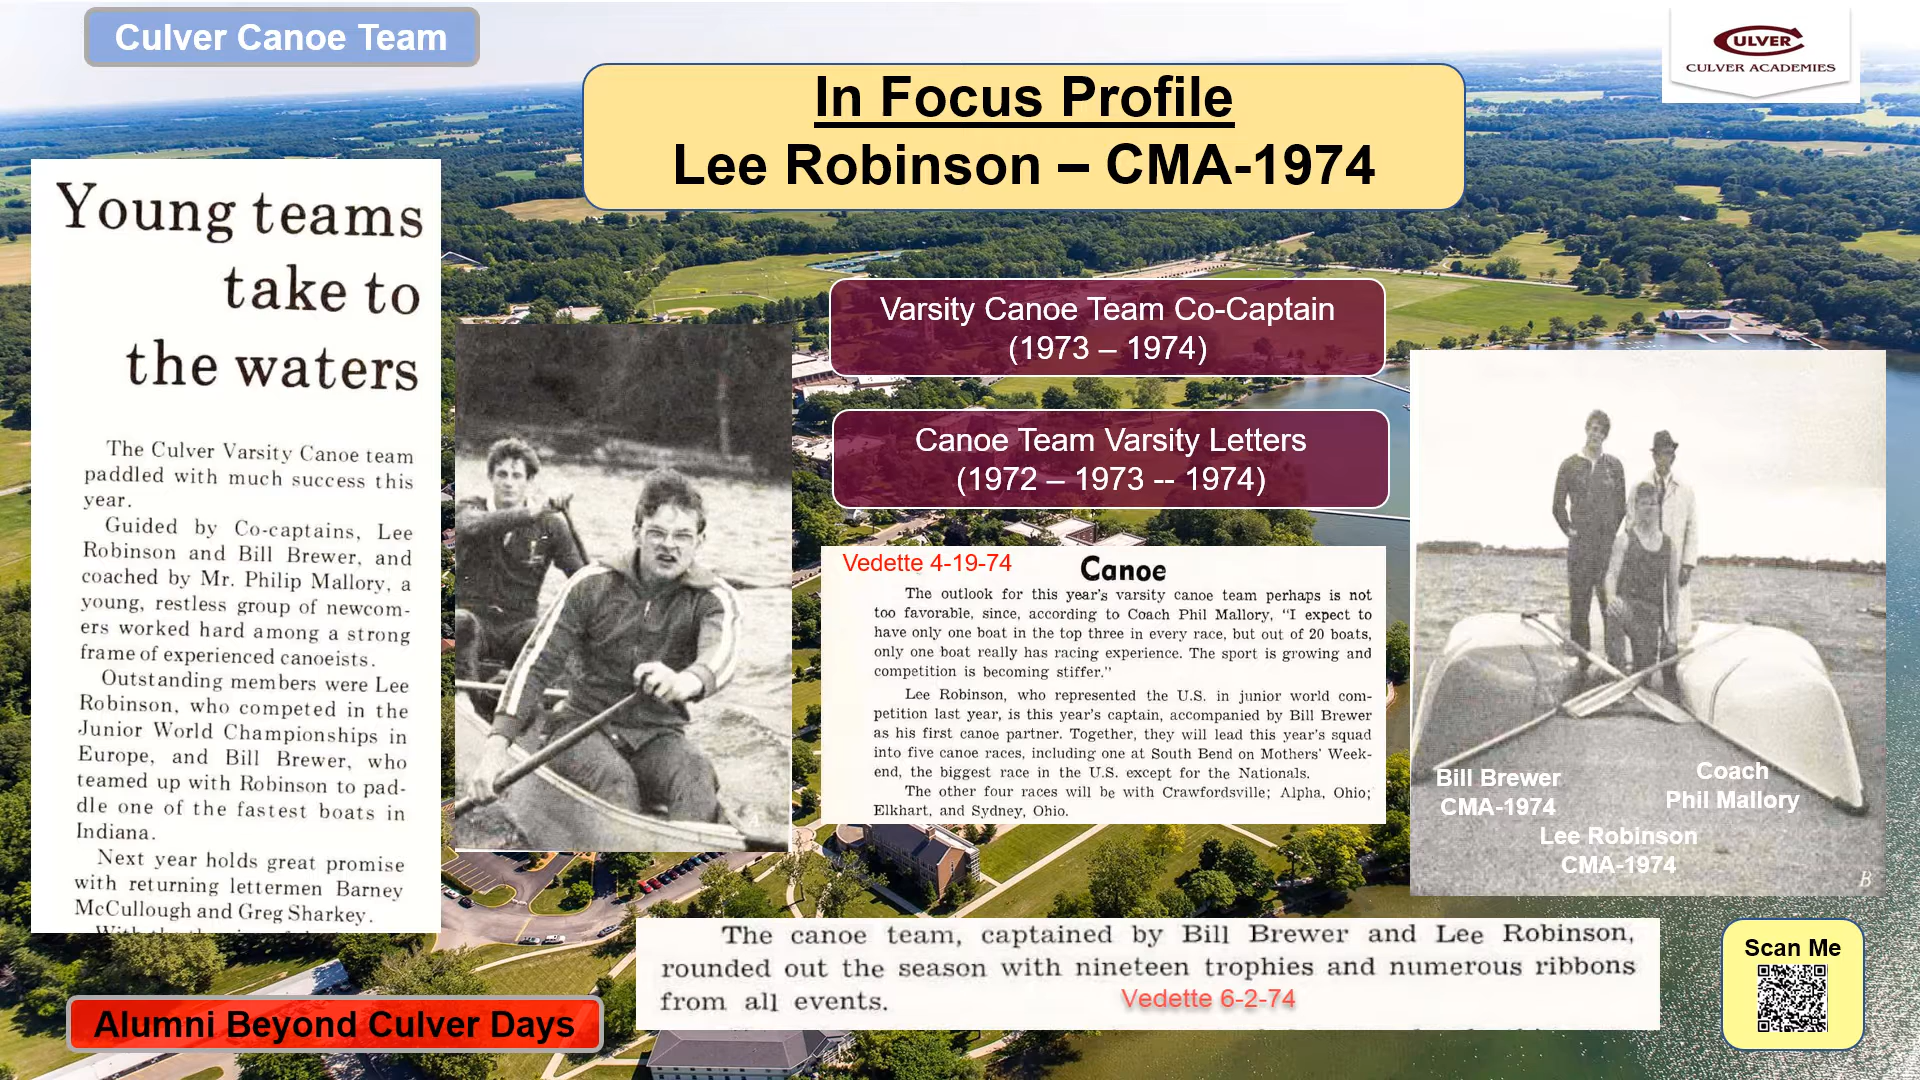 Culver Canoe Team
CULVER
CULVER ACADEMIES
In Focus Profile
Lee Robinson – CMA-1974
Young teams
take to
the waters
The Culver Varsity Canoe team
paddled with much success this
year.
Guided by Co-captains, Lee
Robinson and Bill Brewer, and
coached by Mr. Philip Mallory, a
young, restless group of newcom-
ers worked hard among a strong
frame of experienced canoeists.
Outstanding members were Lee
Robinson, who competed in the
Junior World Championships in
Europe, and Bill Brewer, who
teamed up with Robinson to pad-
dle one of the fastest boats in
Indiana.
Next year holds great promise
with returning lettermen Barney
McCullough and Greg Sharkey.
Varsity Canoe Team Co-Captain
(1973 – 1974)
Canoe Team Varsity Letters
(1972 – 1973 -- 1974)
Vedette 4-19-74
Canoe
The outlook for this year's varsity canoe team perhaps is not
too favorable, since, according to Coach Phil Mallory, "I expect to
have only one boat in the top three in every race, but out of 20 boats,
only one boat really has racing experience. The sport is growing and
competition is becoming stiffer."
Lee Robinson, who represented the U.S. in junior world com-
petition last year, is this year's captain, accompanied by Bill Brewer
as his first canoe partner. Together, they will lead this year's squad
into five canoe races, including one at South Bend on Mothers' Week-
end, the biggest race in the U.S. except for the Nationals.
The other four races will be with Crawfordsville; Alpha, Ohio;
Elkhart, and Sydney, Ohio.
Bill Brewer
CMA-1974
Coach
Phil Mallory
Lee Robinson
CMA-1974
B
The canoe team, captained by Bill Brewer and Lee Robinson,
rounded out the season with nineteen trophies and numerous ribbons
from all events.
Vedette 6-2-74
Scan Me
Alumni Beyond Culver Days